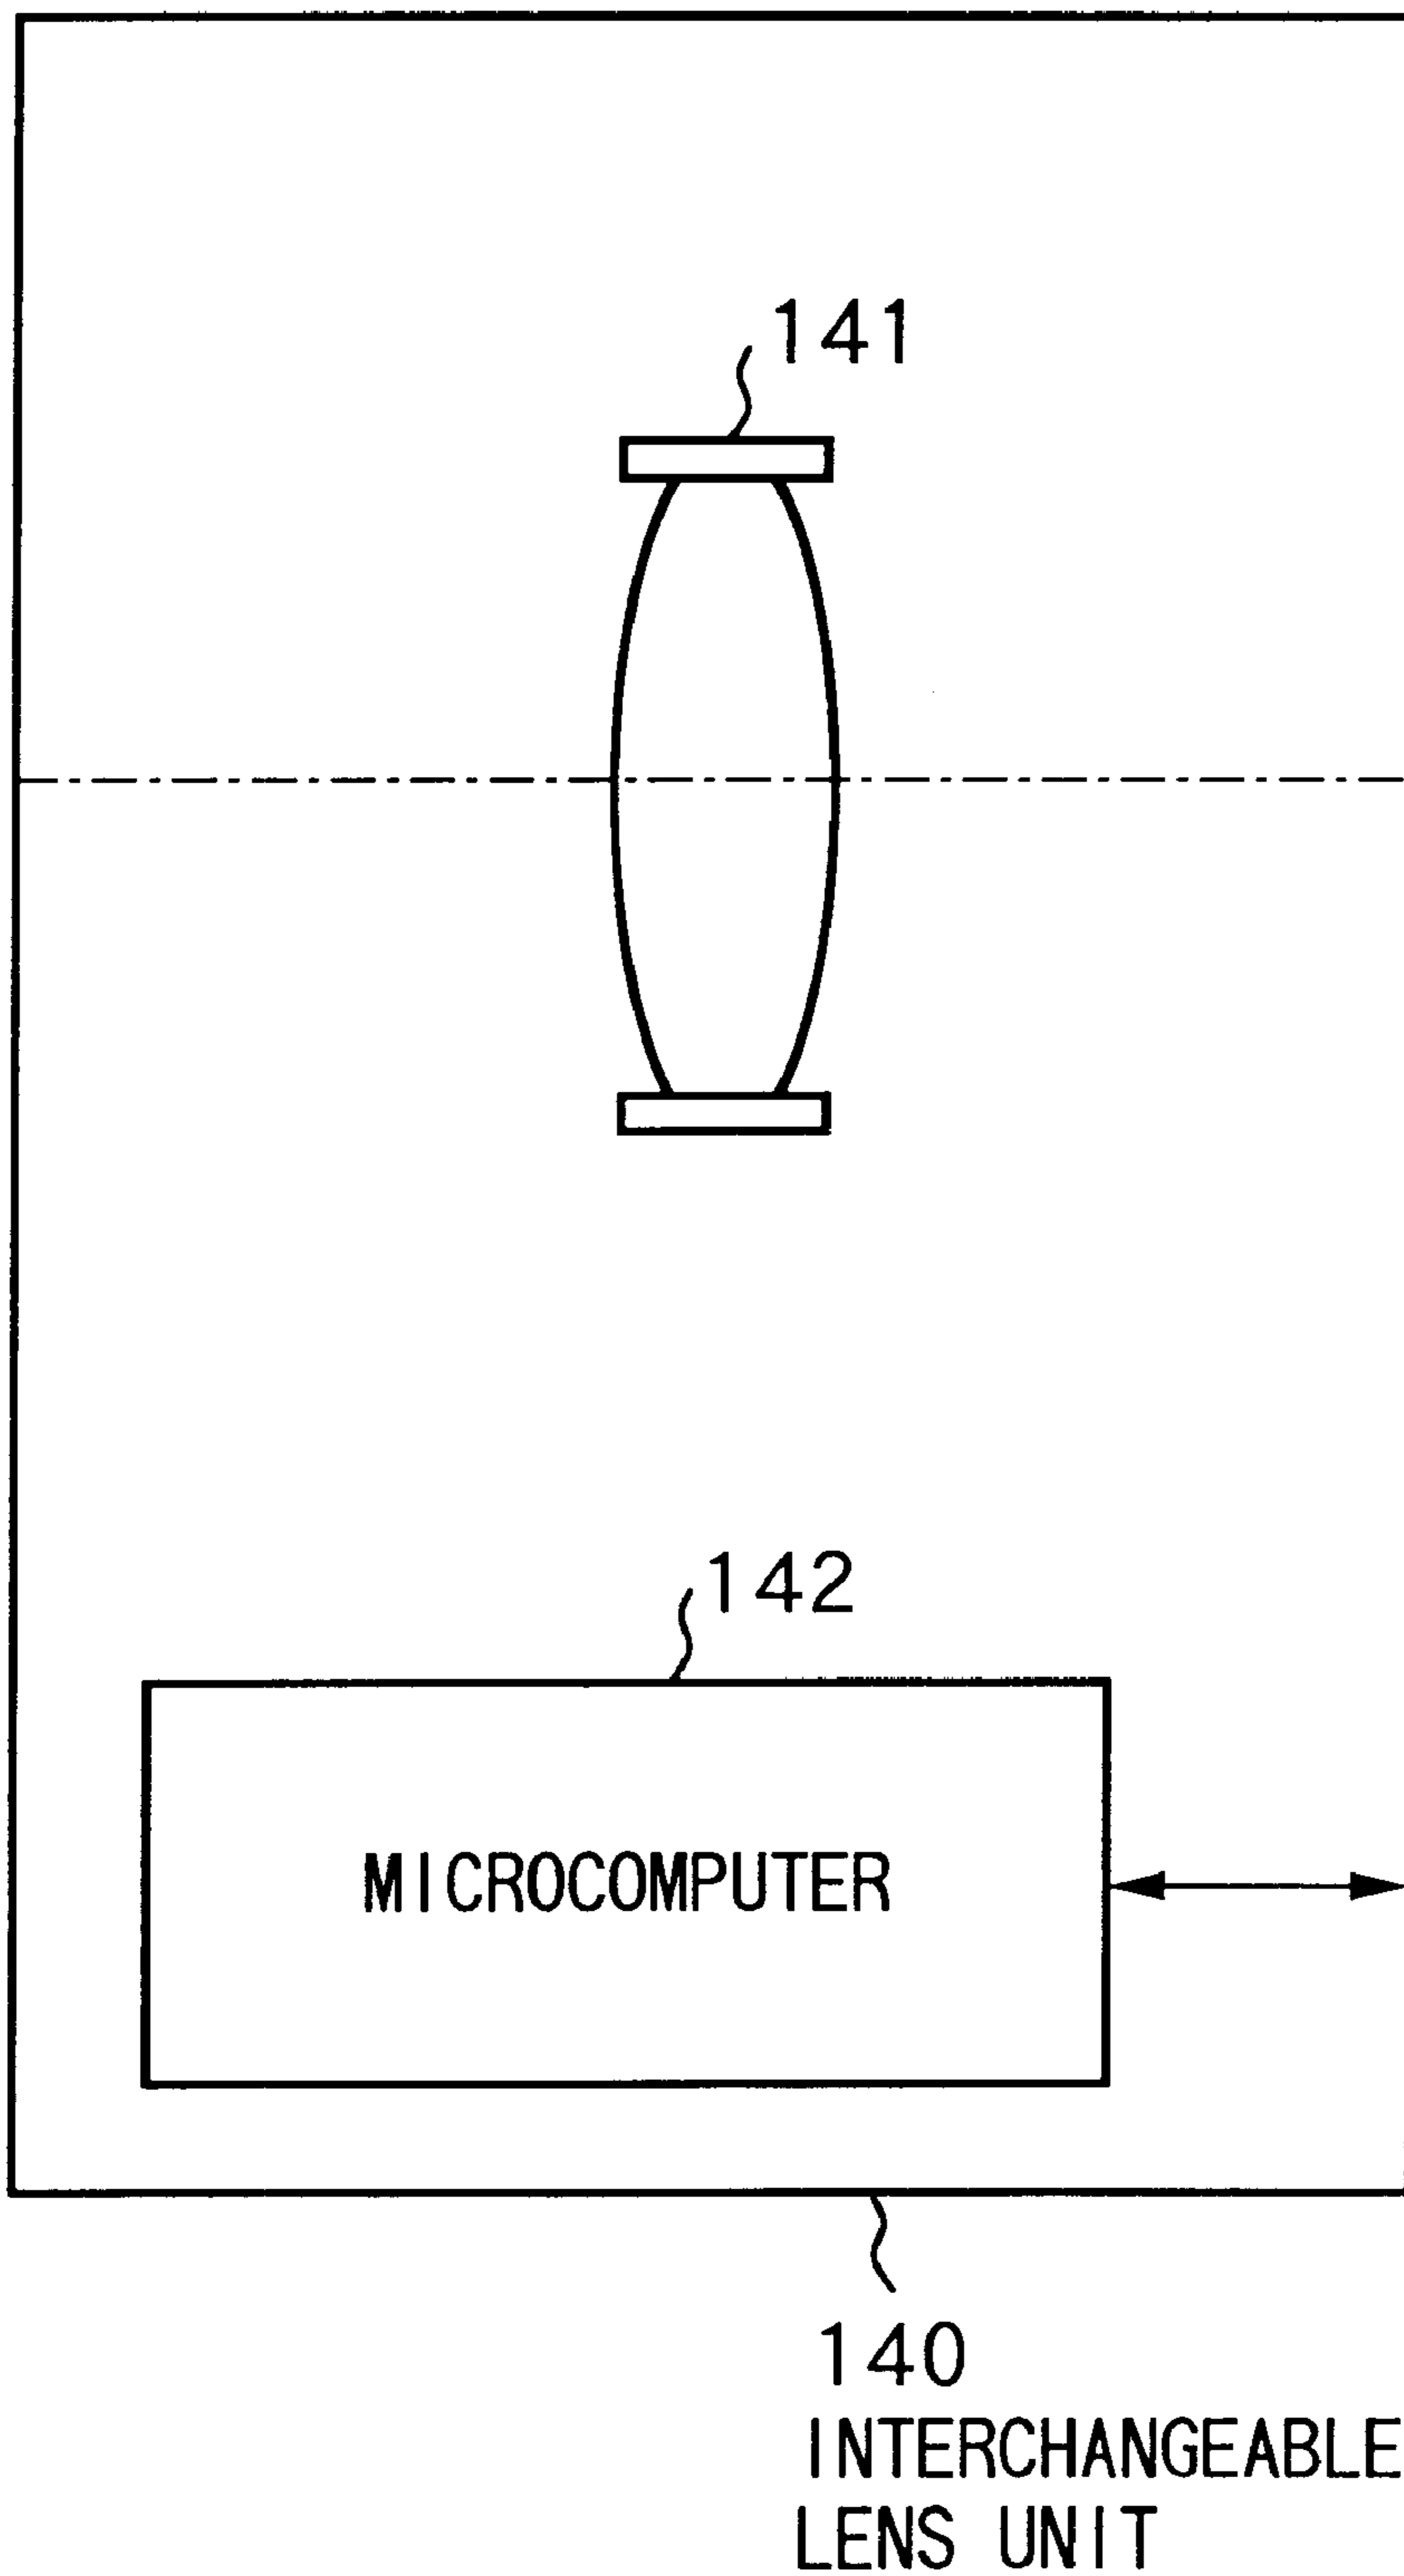 141
142
MICROCOMPUTER
140
INTERCHANGEABLE
LENS UNIT